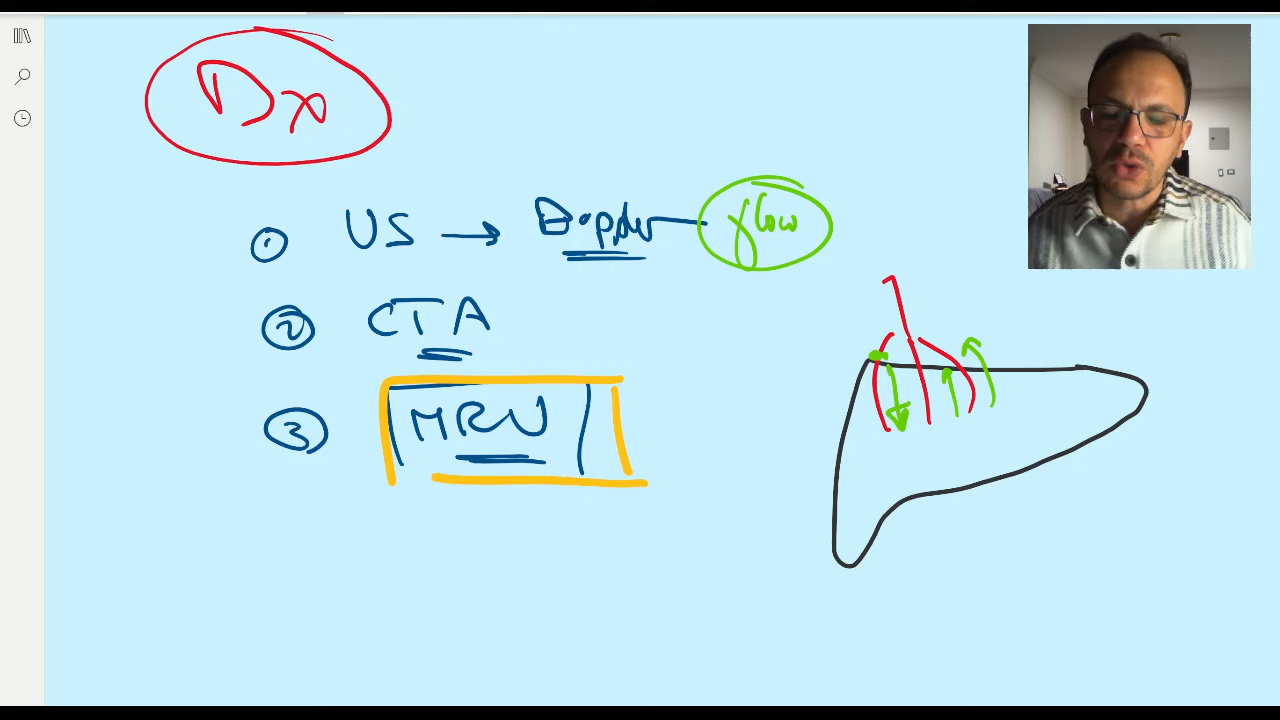 Dx
① US → Doppler flow
② CTA
③ MRV